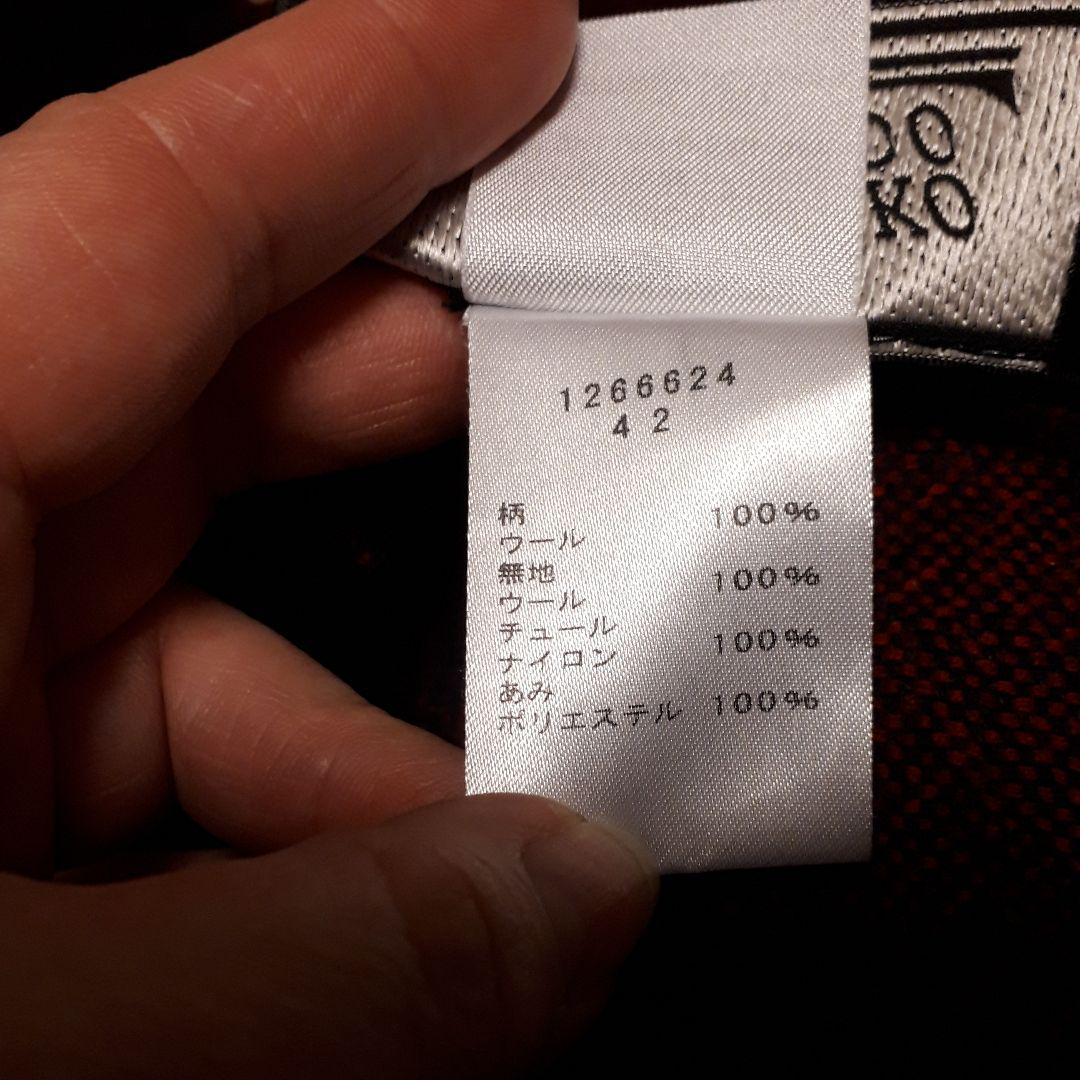 1266624
42
柄 100%
ウール
無地 100%
ウール
チュール 100%
ナイロン
あみ 100%
ポリエステル